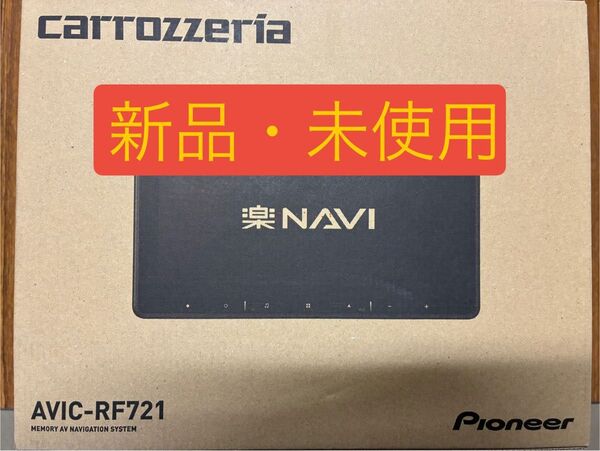 carrozzeria
新品・未使用
楽NAVI
AVIC-RF721
MEMORY AV NAVIGATION SYSTEM
Pioneer